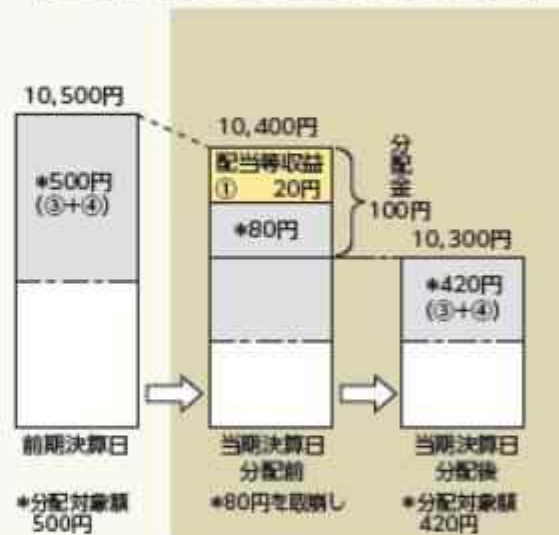 10,500円
*500円
(③+④)
前期決算日
*分配対象額
500円
10,400円
配当等収益
① 20円
*80円
分配金
100円
当期決算日
分配前
*80円を取崩し
10,300円
*420円
(③+④)
当期決算日
分配後
*分配対象額
420円